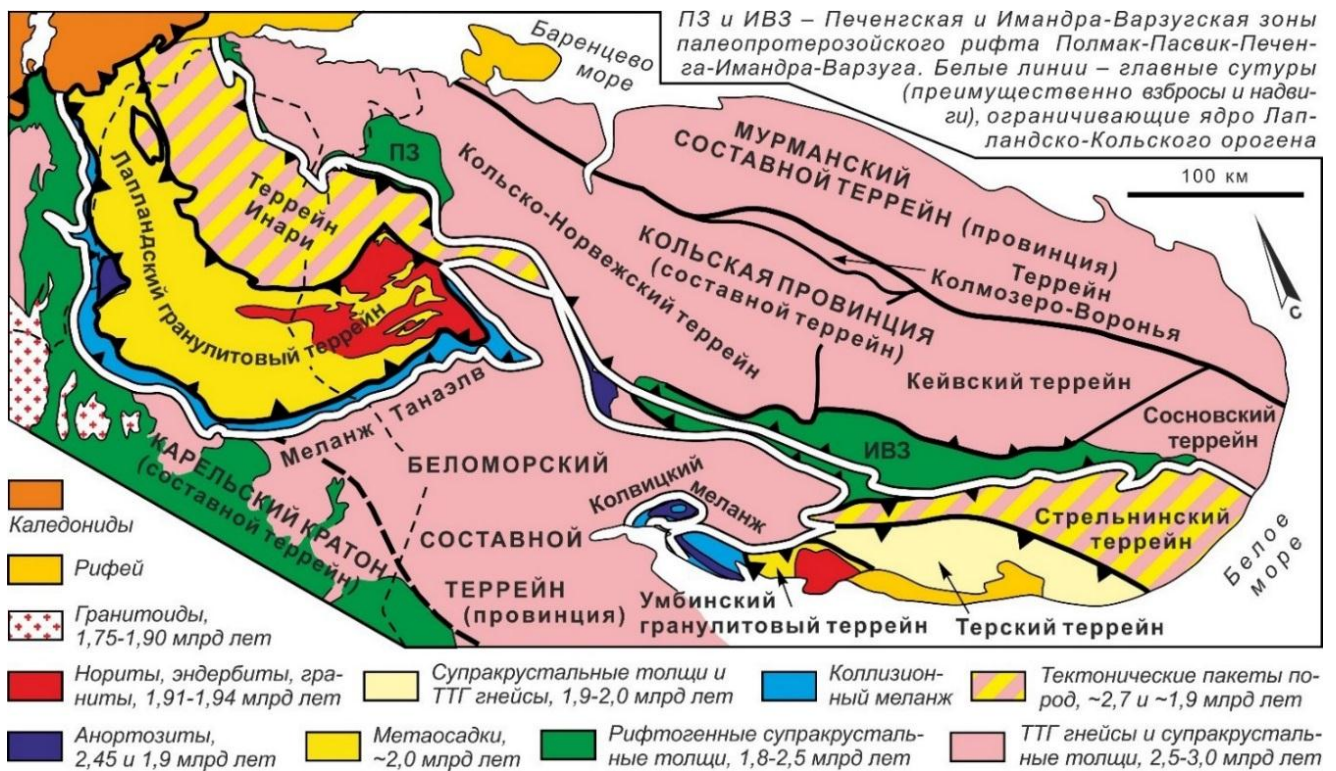 ПЗ и ИВЗ – Печенгская и Имандра-Варзугская зоны
палеопротерозойского рифта Полмак-Пасвик-Печен-
га-Имандра-Варзуга. Белые линии – главные сутуры
(преимущественно взбросы и надви-
ги), ограничивающие ядро Лап-
ландско-Кольского орогена
Баренцево
море
100 км
С
МУРМАНСКИЙ
СОСТАВНОЙ ТЕРРЕЙН (провинция)
ПЗ
Террейн
Инари
Лапландский гранулитовый террейн
Кольско-Норвежский террейн
КОЛЬСКАЯ ПРОВИНЦИЯ
(составной террейн)
Террейн
Колмозеро-Воронья
Кейвский террейн
Сосновский
террейн
ИВЗ
Меланж Танаэлв
КАРЕЛЬСКИЙ КРАТОН
(составной террейн)
БЕЛОМОРСКИЙ
СОСТАВНОЙ
ТЕРРЕЙН
(провинция)
Колвицкий
меланж
Стрельнинский
террейн
Белое
море
Умбинский
гранулитовый террейн
Терский террейн
Каледониды
Рифей
Гранитоиды,
1,75-1,90 млрд лет
Нориты, эндербиты, гра-
ниты, 1,91-1,94 млрд лет
Супракрустальные толщи и
ТТГ гнейсы, 1,9-2,0 млрд лет
Коллизион-
ный меланж
Тектонические пакеты по-
род, ~2,7 и ~1,9 млрд лет
Анортозиты,
2,45 и 1,9 млрд лет
Метаосадки,
~2,0 млрд лет
Рифтогенные супракрусталь-
ные толщи, 1,8-2,5 млрд лет
ТТГ гнейсы и супракрусталь-
ные толщи, 2,5-3,0 млрд лет